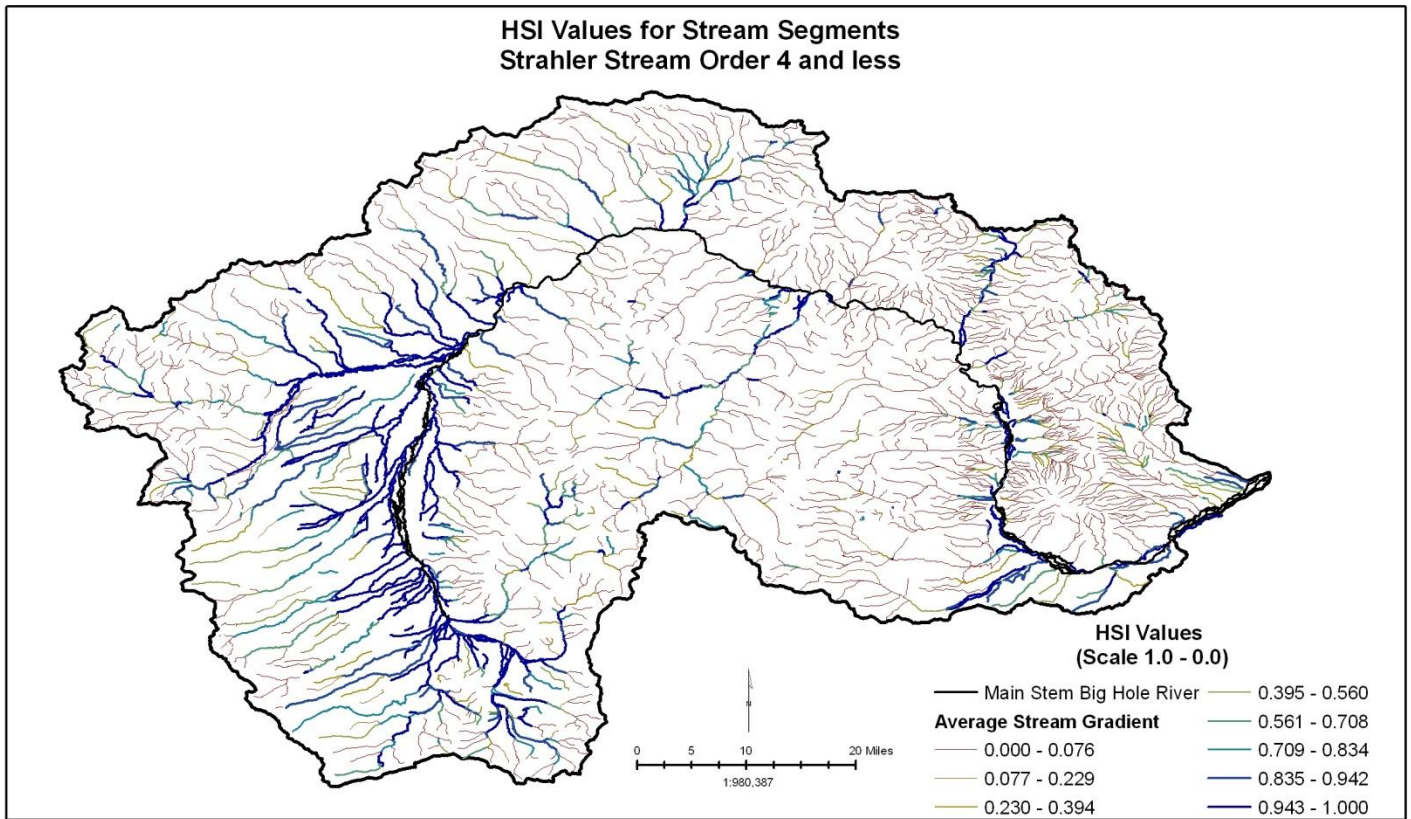 HSI Values for Stream Segments
Strahler Stream Order 4 and less
HSI Values
(Scale 1.0 - 0.0)
Main Stem Big Hole River
Average Stream Gradient
0.000 - 0.076
0.077 - 0.229
0.230 - 0.394
0.395 - 0.560
0.561 - 0.708
0.709 - 0.834
0.835 - 0.942
0.943 - 1.000
N
0 5 10 20 Miles
1:980,387